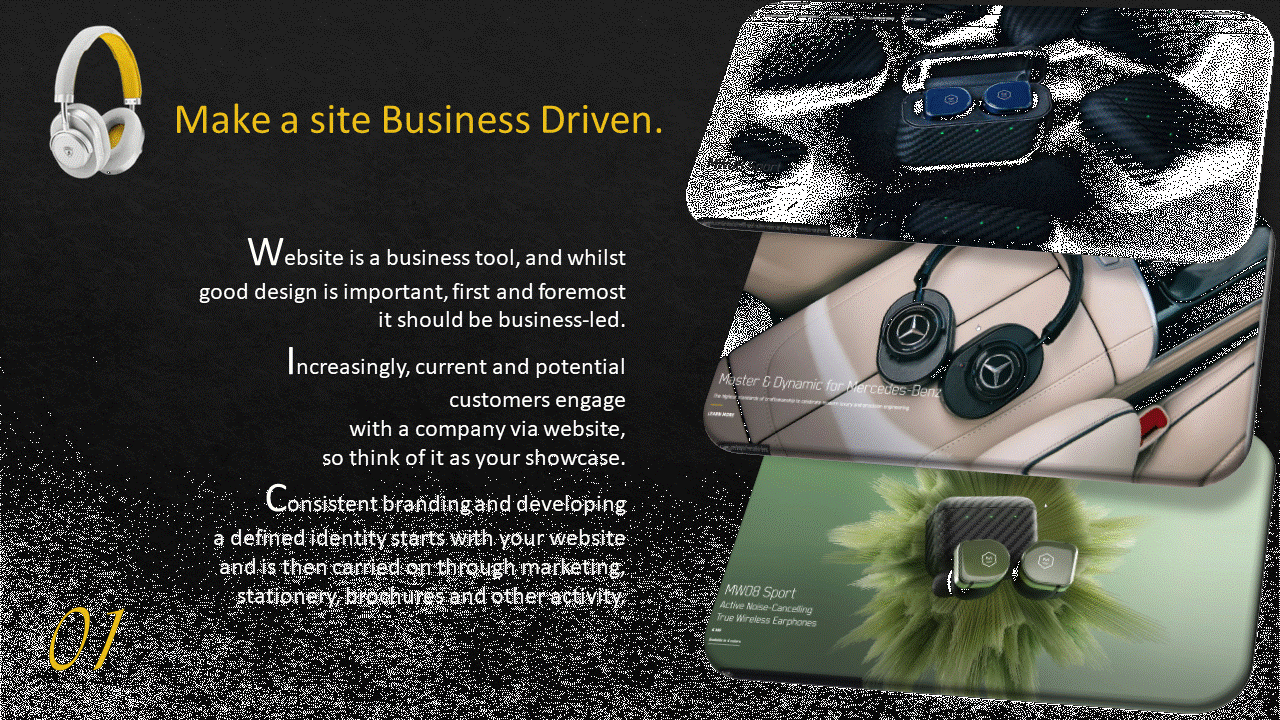 Make a site Business Driven.
Website is a business tool, and whilst
good design is important, first and foremost
it should be business-led.
Increasingly, current and potential
customers engage
with a company via website,
so think of it as your showcase.
Consistent branding and developing
a defined identity starts with your website
and is then carried on through marketing,
stationery, brochures and other activity.
01
Master & Dynamic for Mercedes-Benz
LEARN MORE
MW08 Sport
Active Noise-Cancelling
True Wireless Earphones